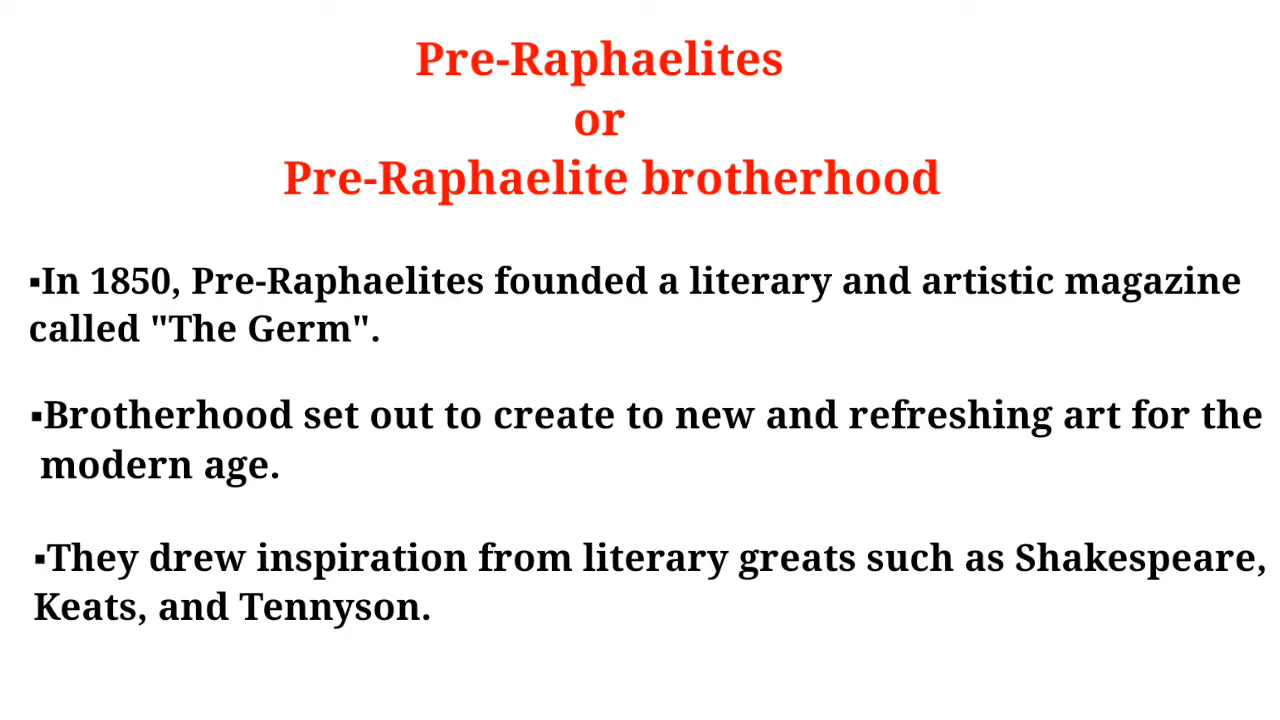 Pre-Raphaelites
or
Pre-Raphaelite brotherhood
▪In 1850, Pre-Raphaelites founded a literary and artistic magazine
called "The Germ".
▪Brotherhood set out to create to new and refreshing art for the
modern age.
▪They drew inspiration from literary greats such as Shakespeare,
Keats, and Tennyson.